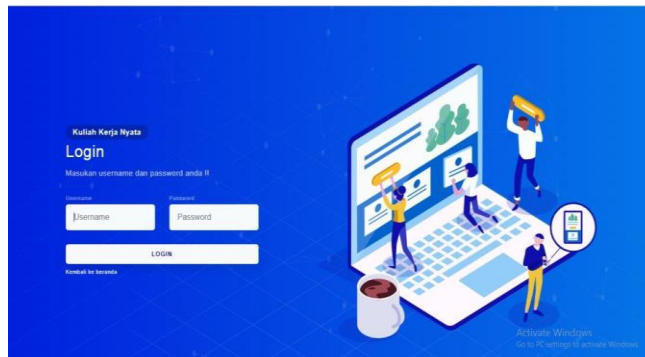 Kuliah Kerja Nyata
Login
Masukan username dan password anda !!
Username Password
Username Password
LOGIN
Kembali ke beranda
Activate Windows
Go to PC settings to activate Windows.